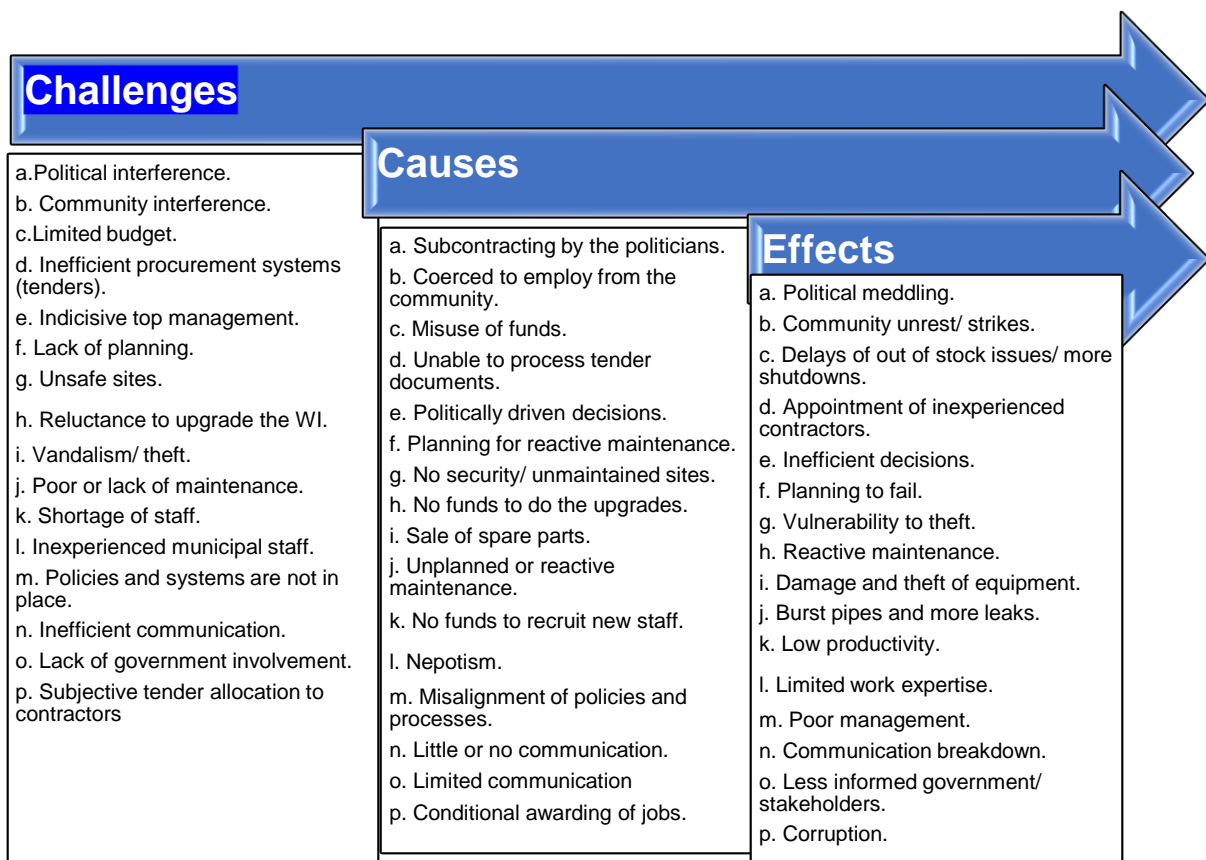 Challenges
a.Political interference.
b. Community interference.
c.Limited budget.
d. Inefficient procurement systems
(tenders).
e. Indicisive top management.
f. Lack of planning.
g. Unsafe sites.
h. Reluctance to upgrade the WI.
i. Vandalism/ theft.
j. Poor or lack of maintenance.
k. Shortage of staff.
l. Inexperienced municipal staff.
m. Policies and systems are not in
place.
n. Inefficient communication.
o. Lack of government involvement.
p. Subjective tender allocation to
contractors
Causes
a. Subcontracting by the politicians.
b. Coerced to employ from the
community.
c. Misuse of funds.
d. Unable to process tender
documents.
e. Politically driven decisions.
f. Planning for reactive maintenance.
g. No security/ unmaintained sites.
h. No funds to do the upgrades.
i. Sale of spare parts.
j. Unplanned or reactive
maintenance.
k. No funds to recruit new staff.
l. Nepotism.
m. Misalignment of policies and
processes.
n. Little or no communication.
o. Limited communication
p. Conditional awarding of jobs.
Effects
a. Political meddling.
b. Community unrest/ strikes.
c. Delays of out of stock issues/ more
shutdowns.
d. Appointment of inexperienced
contractors.
e. Inefficient decisions.
f. Planning to fail.
g. Vulnerability to theft.
h. Reactive maintenance.
i. Damage and theft of equipment.
j. Burst pipes and more leaks.
k. Low productivity.
l. Limited work expertise.
m. Poor management.
n. Communication breakdown.
o. Less informed government/
stakeholders.
p. Corruption.